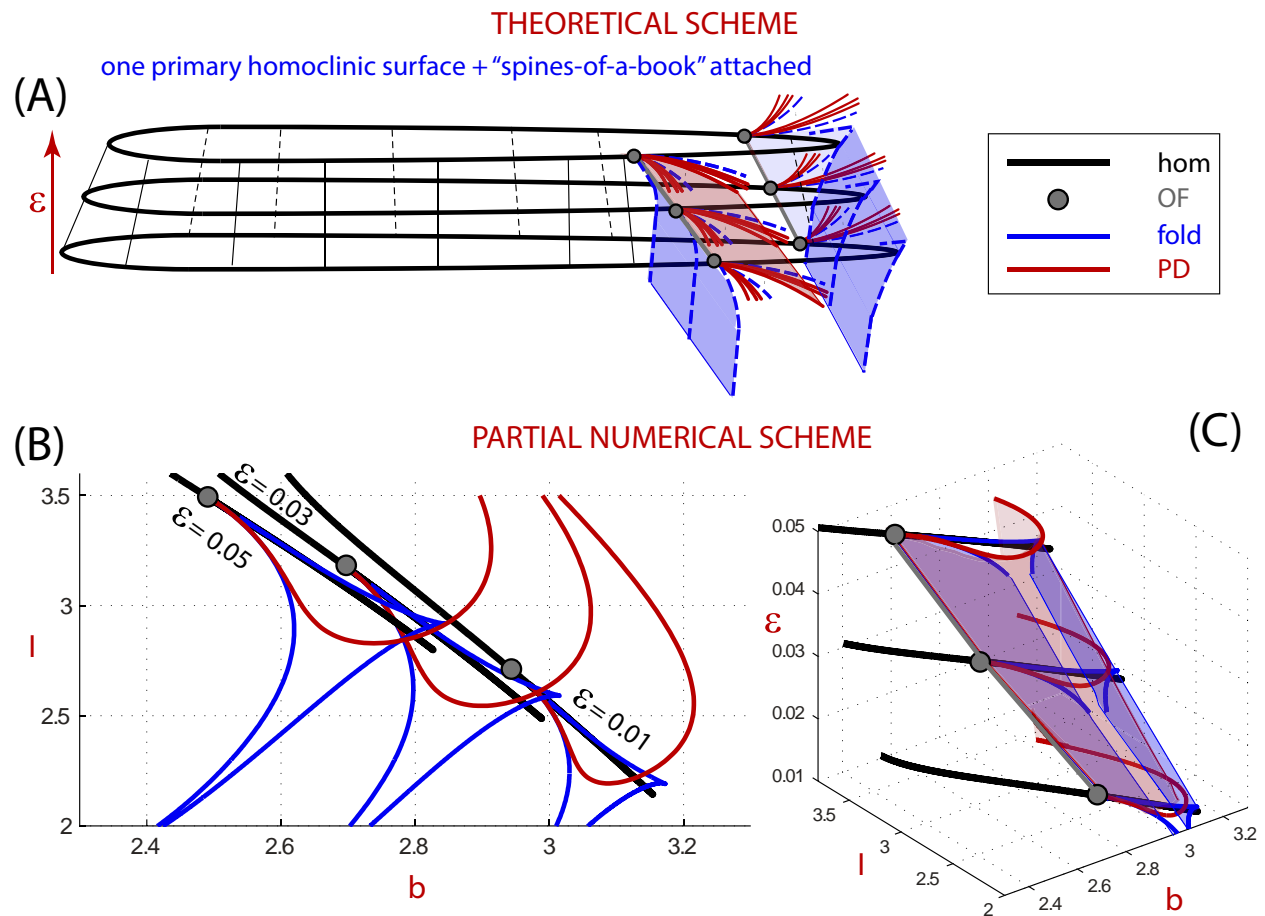 THEORETICAL SCHEME
one primary homoclinic surface + “spines-of-a-book” attached
(A)
ε
hom
OF
fold
PD
(B)
PARTIAL NUMERICAL SCHEME
(C)
ε= 0.03
ε= 0.05
ε= 0.01
3.5
3
2.5
2
I
2.4
2.6
2.8
3
3.2
b
0.05
0.04
0.03
0.02
0.01
ε
3.5
3
2.5
2
I
2.4
2.6
2.8
3
3.2
b